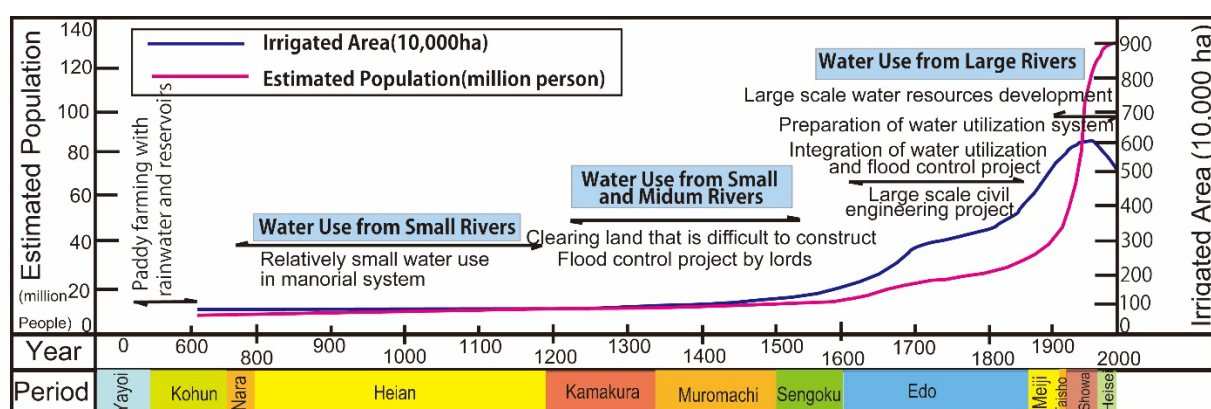 140
120
100
80
60
40
20
0
Estimated Population
(million
People)
Irrigated Area(10,000ha)
Estimated Population(million person)
Paddy farming with
rainwater and reservoirs
Water Use from Small Rivers
Relatively small water use
in manorial system
Water Use from Small
and Midum Rivers
Clearing land that is difficult to construct
Flood control project by lords
Water Use from Large Rivers
Large scale water resources development
Preparation of water utilization system
Integration of water utilization
and flood control project
Large scale civil
engineering project
900
800
700
600
500
400
300
200
100
0
Irrigated Area (10.000 ha)
Year 0 600 800 900 1000 1100 1200 1300 1400 1500 1600 1700 1800 1900 2000
Period Yayoi Kohun Nara Heian Kamakura Muromachi Sengoku Edo Meiji aisho Showa Heisei